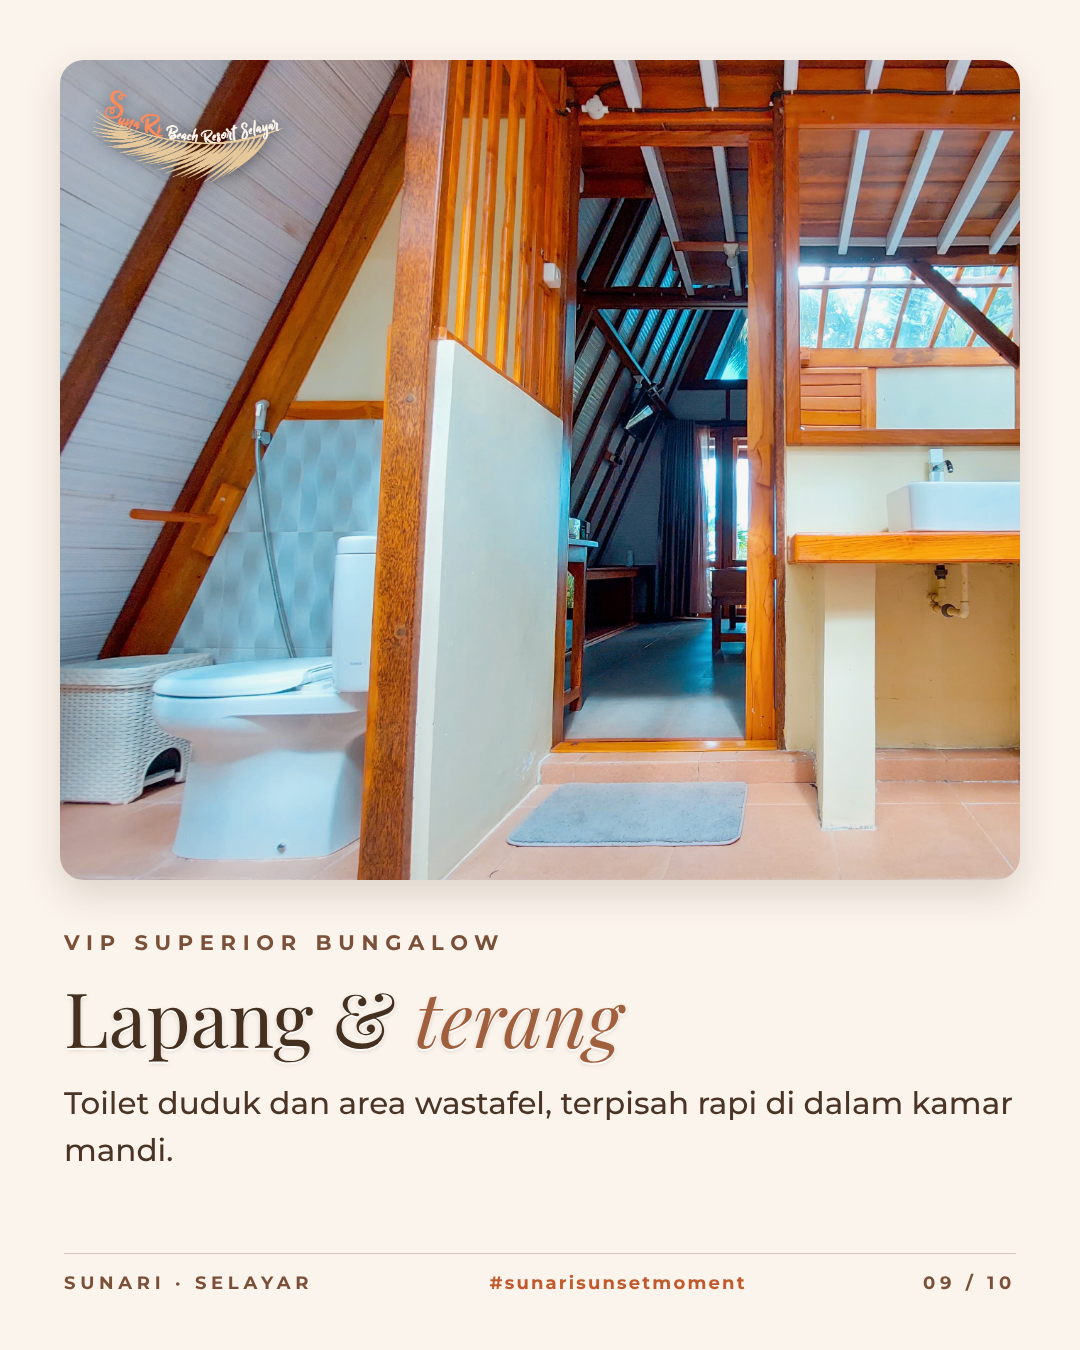 SunaRi Beach Resort Selayar
VIP SUPERIOR BUNGALOW
Lapang & terang
Toilet duduk dan area wastafel, terpisah rapi di dalam kamar
mandi.
SUNARI · SELAYAR
#sunarisunsetmoment
09 / 10